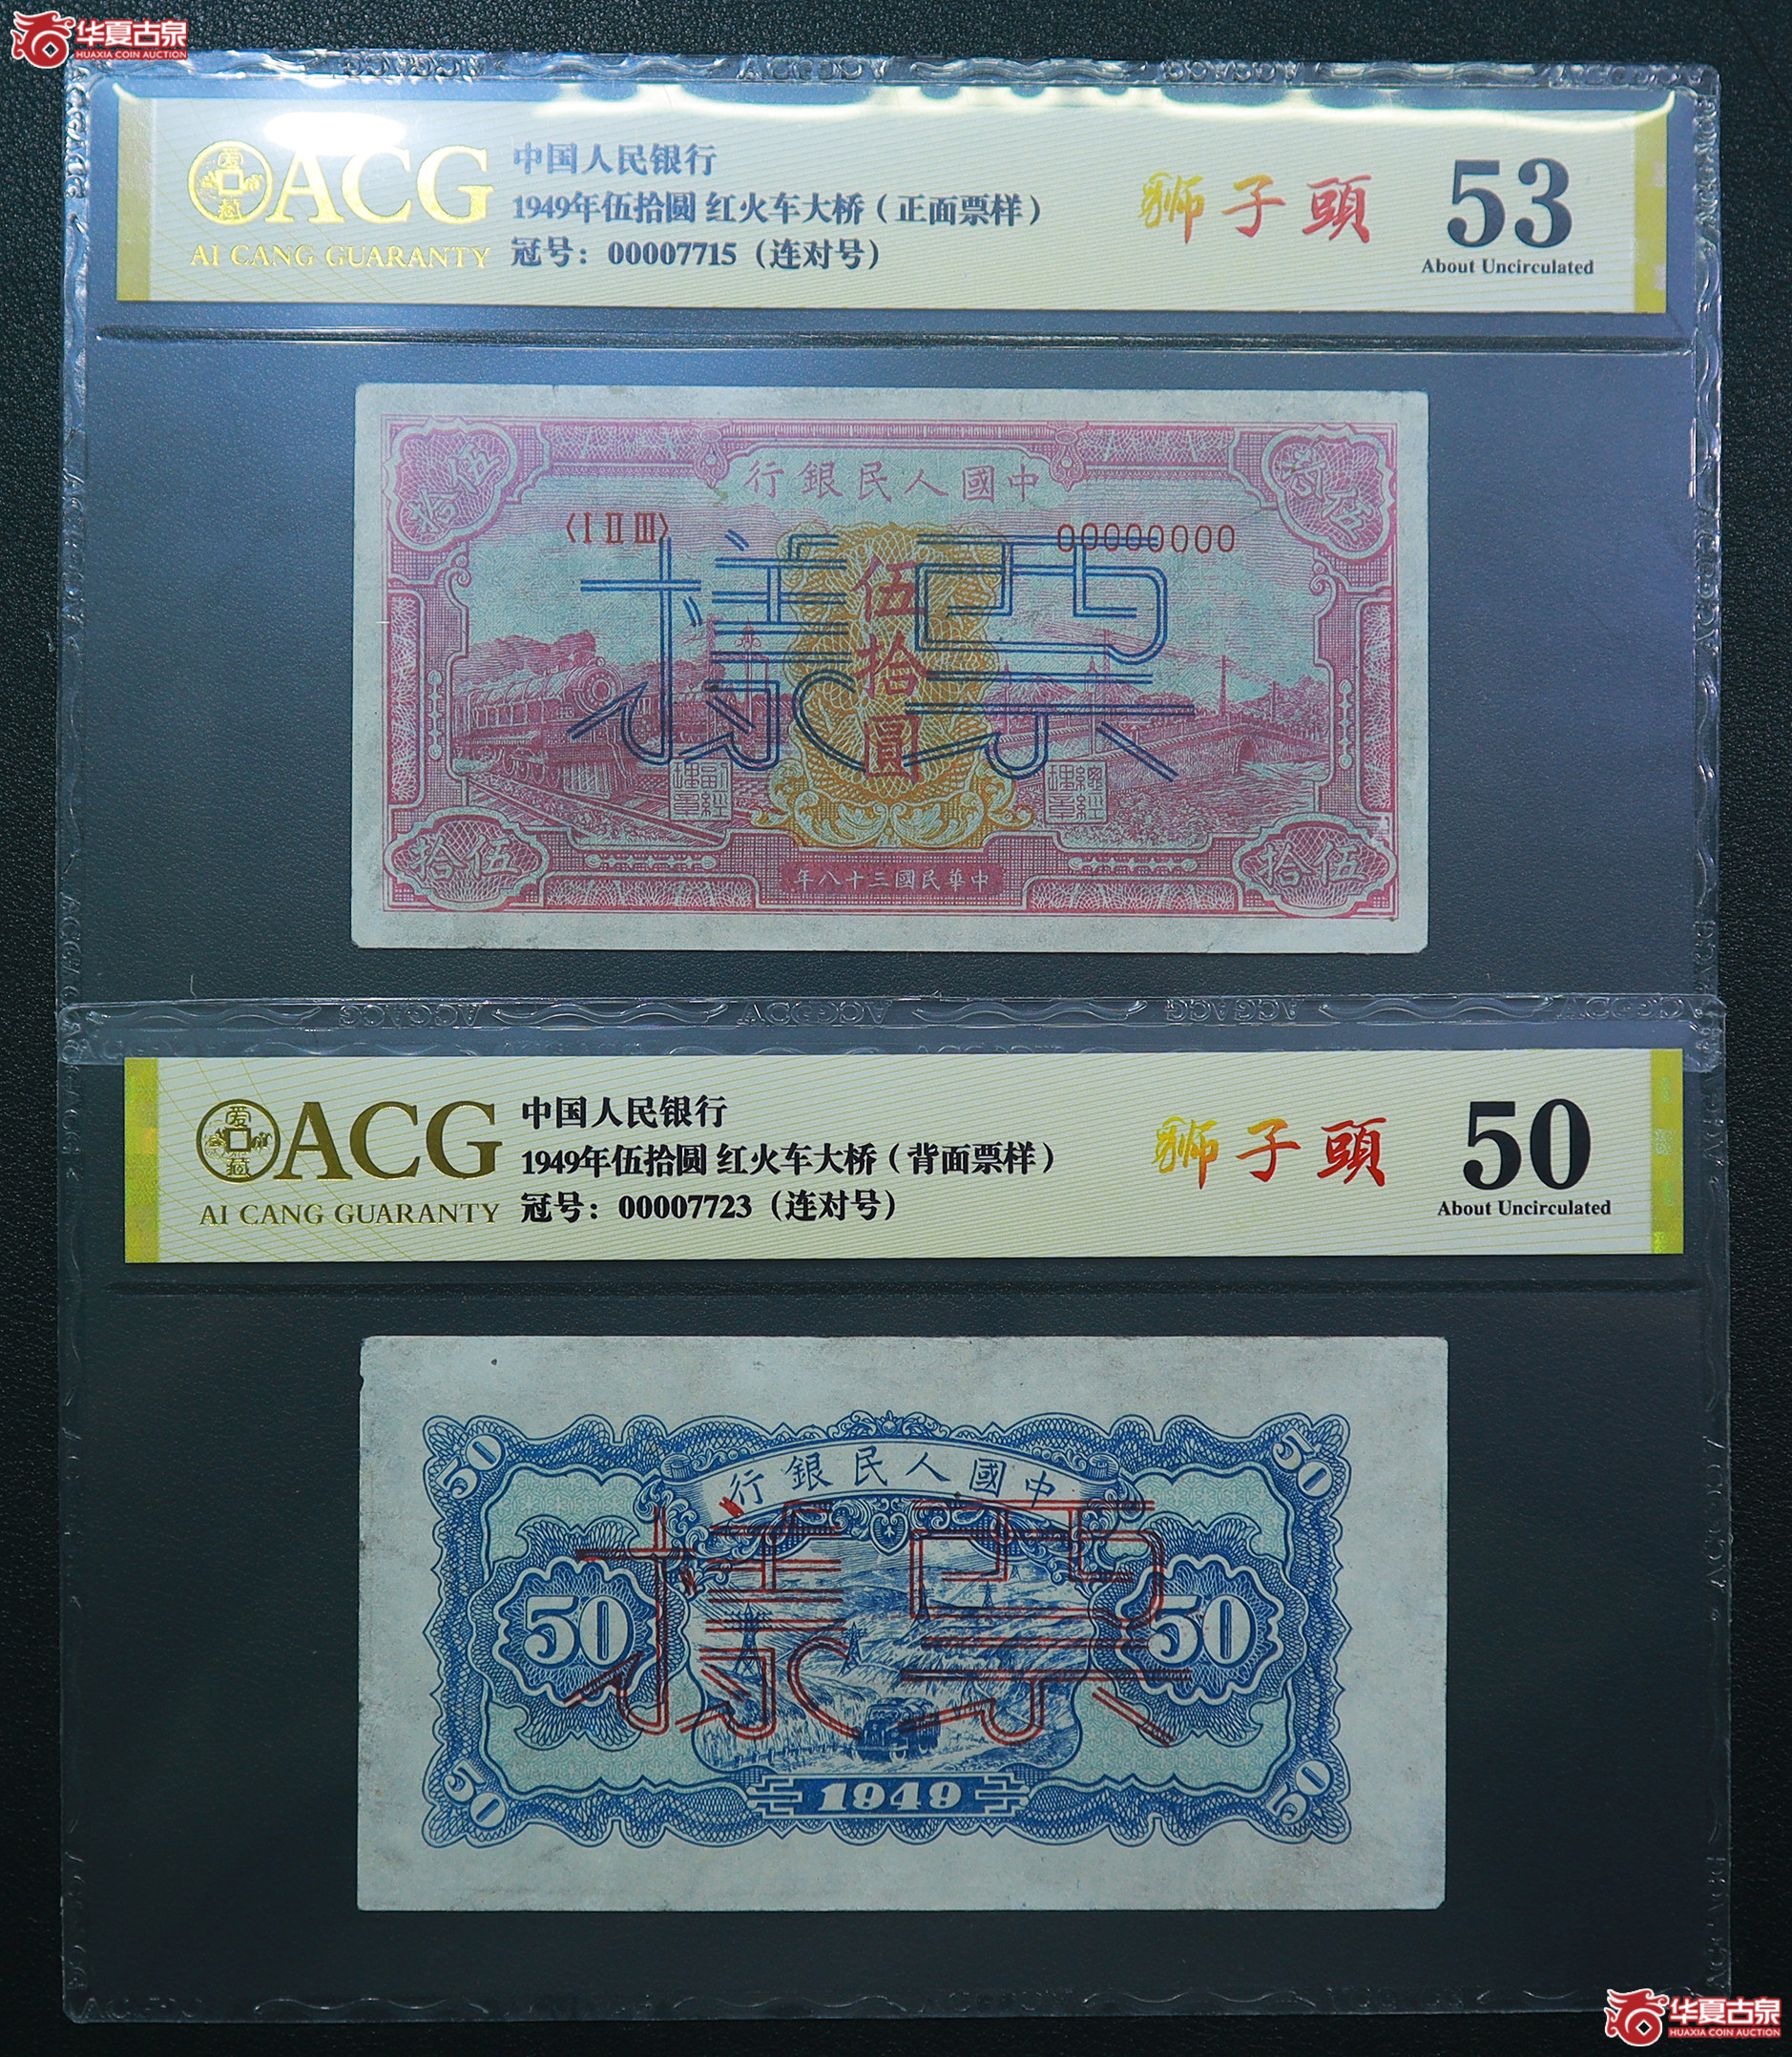 华夏古泉
HUAXIA COIN AUCTION
爱藏
ACG
AI CANG GUARANTY
中国人民银行
1949年伍拾圆 红火车大桥（正面票样）
冠号：00007715（连对号）
狮子頭
53
About Uncirculated
拾伍
行銀民人國中
拾伍
〈I II III〉
00000000
樣票
伍拾圓
拾伍
年八十三國民華中
拾伍
爱藏
ACG
AI CANG GUARANTY
中国人民银行
1949年伍拾圆 红火车大桥（背面票样）
冠号：00007723（连对号）
狮子頭
50
About Uncirculated
50
行銀民人國中
50
樣票
50
50
50
1949
50
华夏古泉
HUAXIA COIN AUCTION